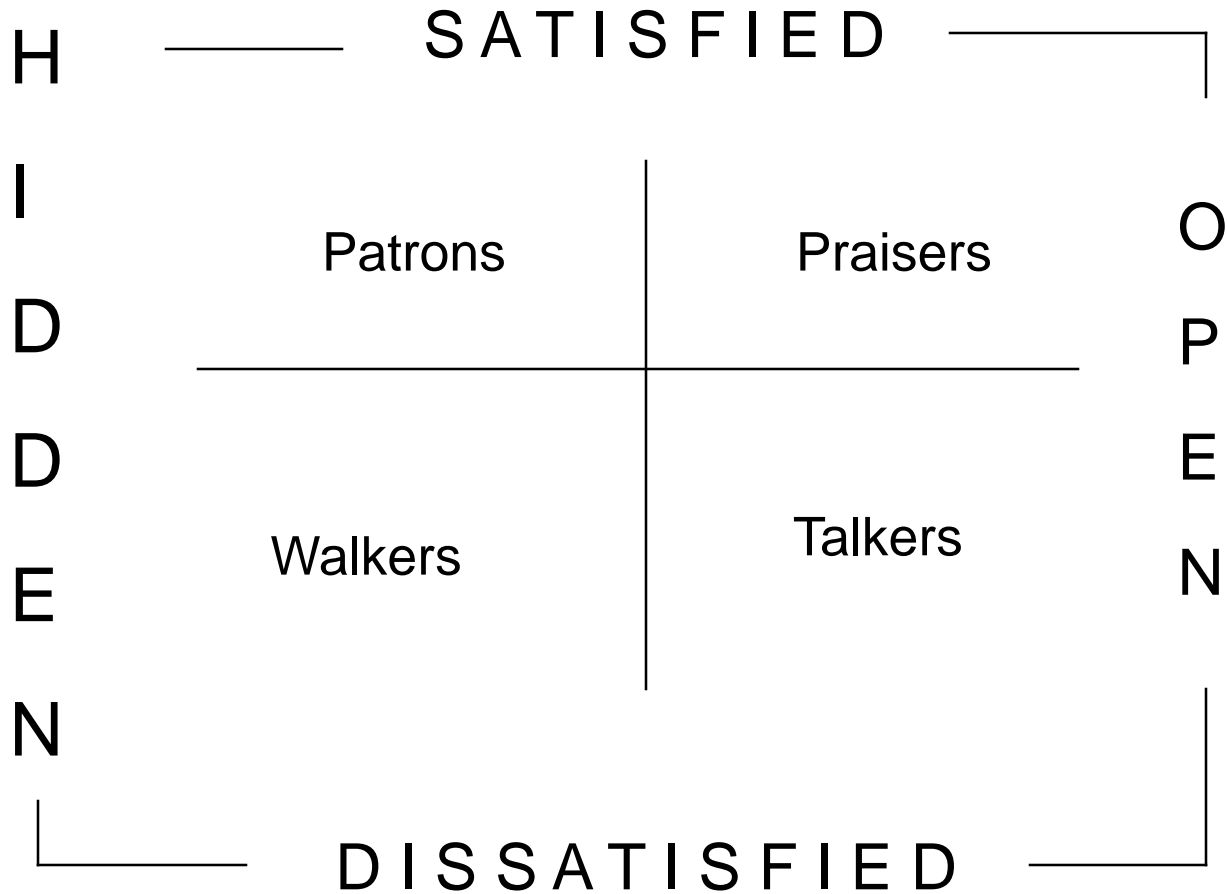 SATISFIED
HIDDEN
Patrons
Praisers
OPEN
Walkers
Talkers
DISSATISFIED